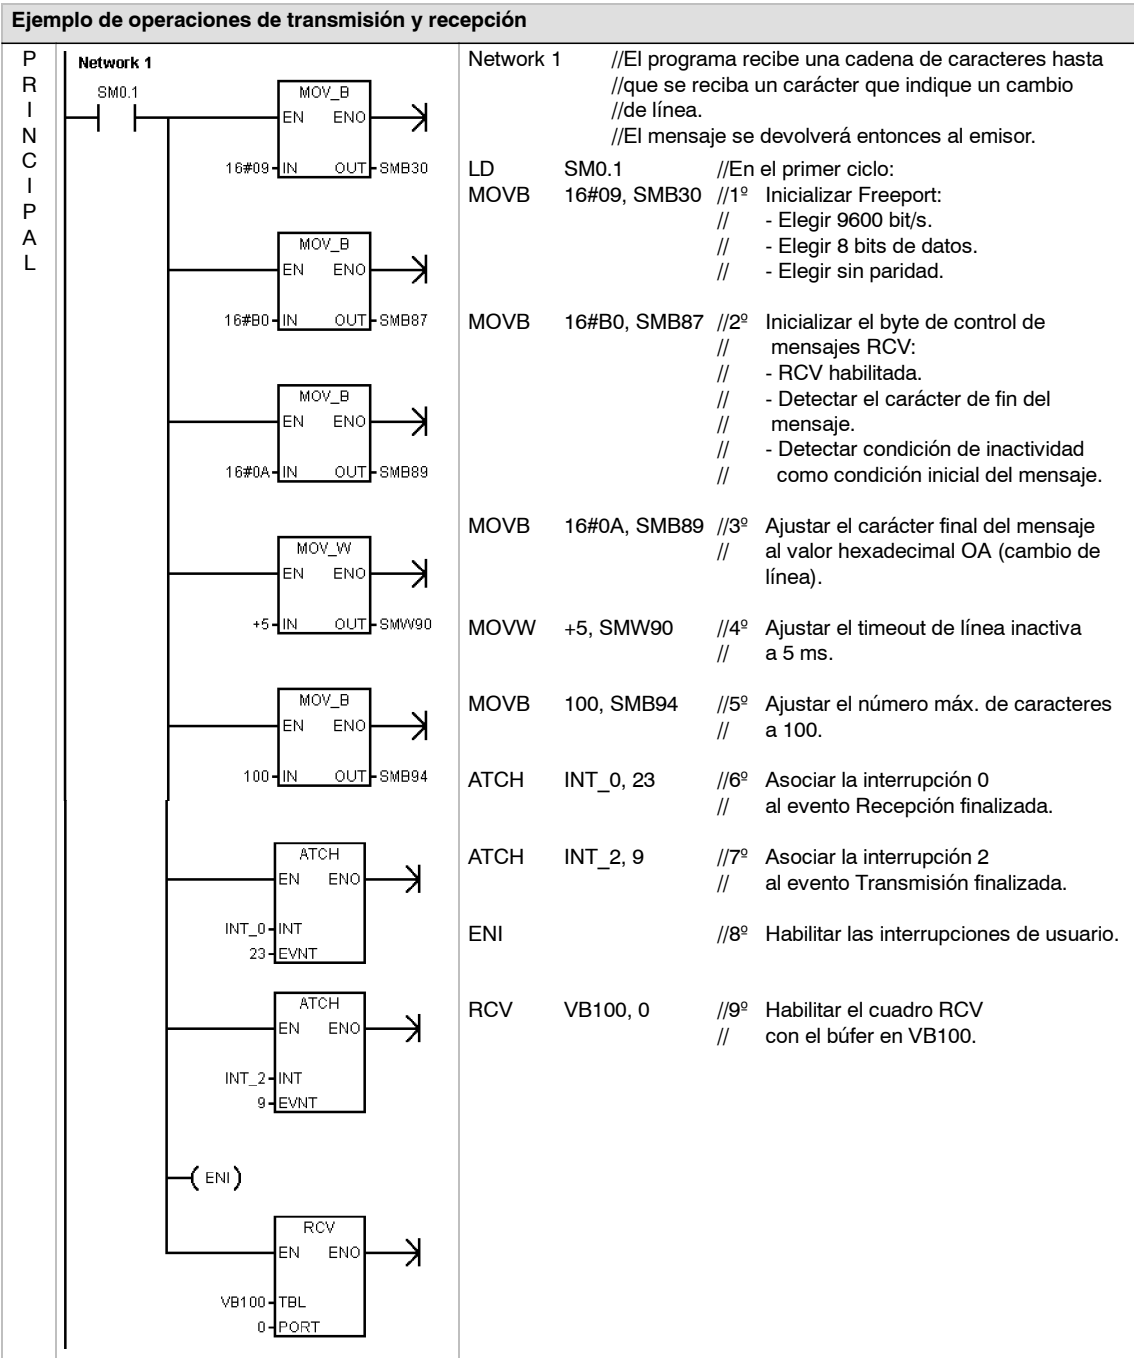 Ejemplo de operaciones de transmisión y recepción
P
R
I
N
C
I
P
A
L
Network 1
SM0.1
MOV_B
EN ENO
16#09 IN OUT SMB30
MOV_B
EN ENO
16#B0 IN OUT SMB87
MOV_B
EN ENO
16#0A IN OUT SMB89
MOV_W
EN ENO
+5 IN OUT SMW90
MOV_B
EN ENO
100 IN OUT SMB94
ATCH
EN ENO
INT_0 INT
23 EVNT
ATCH
EN ENO
INT_2 INT
9 EVNT
( ENI )
RCV
EN ENO
VB100 TBL
0 PORT
Network 1 //El programa recibe una cadena de caracteres hasta
//que se reciba un carácter que indique un cambio
//de línea.
//El mensaje se devolverá entonces al emisor.
LD SM0.1 //En el primer ciclo:
MOVB 16#09, SMB30 //1º Inicializar Freeport:
// - Elegir 9600 bit/s.
// - Elegir 8 bits de datos.
// - Elegir sin paridad.
MOVB 16#B0, SMB87 //2º Inicializar el byte de control de
// mensajes RCV:
// - RCV habilitada.
// - Detectar el carácter de fin del
// mensaje.
// - Detectar condición de inactividad
// como condición inicial del mensaje.
MOVB 16#0A, SMB89 //3º Ajustar el carácter final del mensaje
// al valor hexadecimal OA (cambio de
línea).
MOVW +5, SMW90 //4º Ajustar el timeout de línea inactiva
// a 5 ms.
MOVB 100, SMB94 //5º Ajustar el número máx. de caracteres
// a 100.
ATCH INT_0, 23 //6º Asociar la interrupción 0
// al evento Recepción finalizada.
ATCH INT_2, 9 //7º Asociar la interrupción 2
// al evento Transmisión finalizada.
ENI //8º Habilitar las interrupciones de usuario.
RCV VB100, 0 //9º Habilitar el cuadro RCV
// con el búfer en VB100.